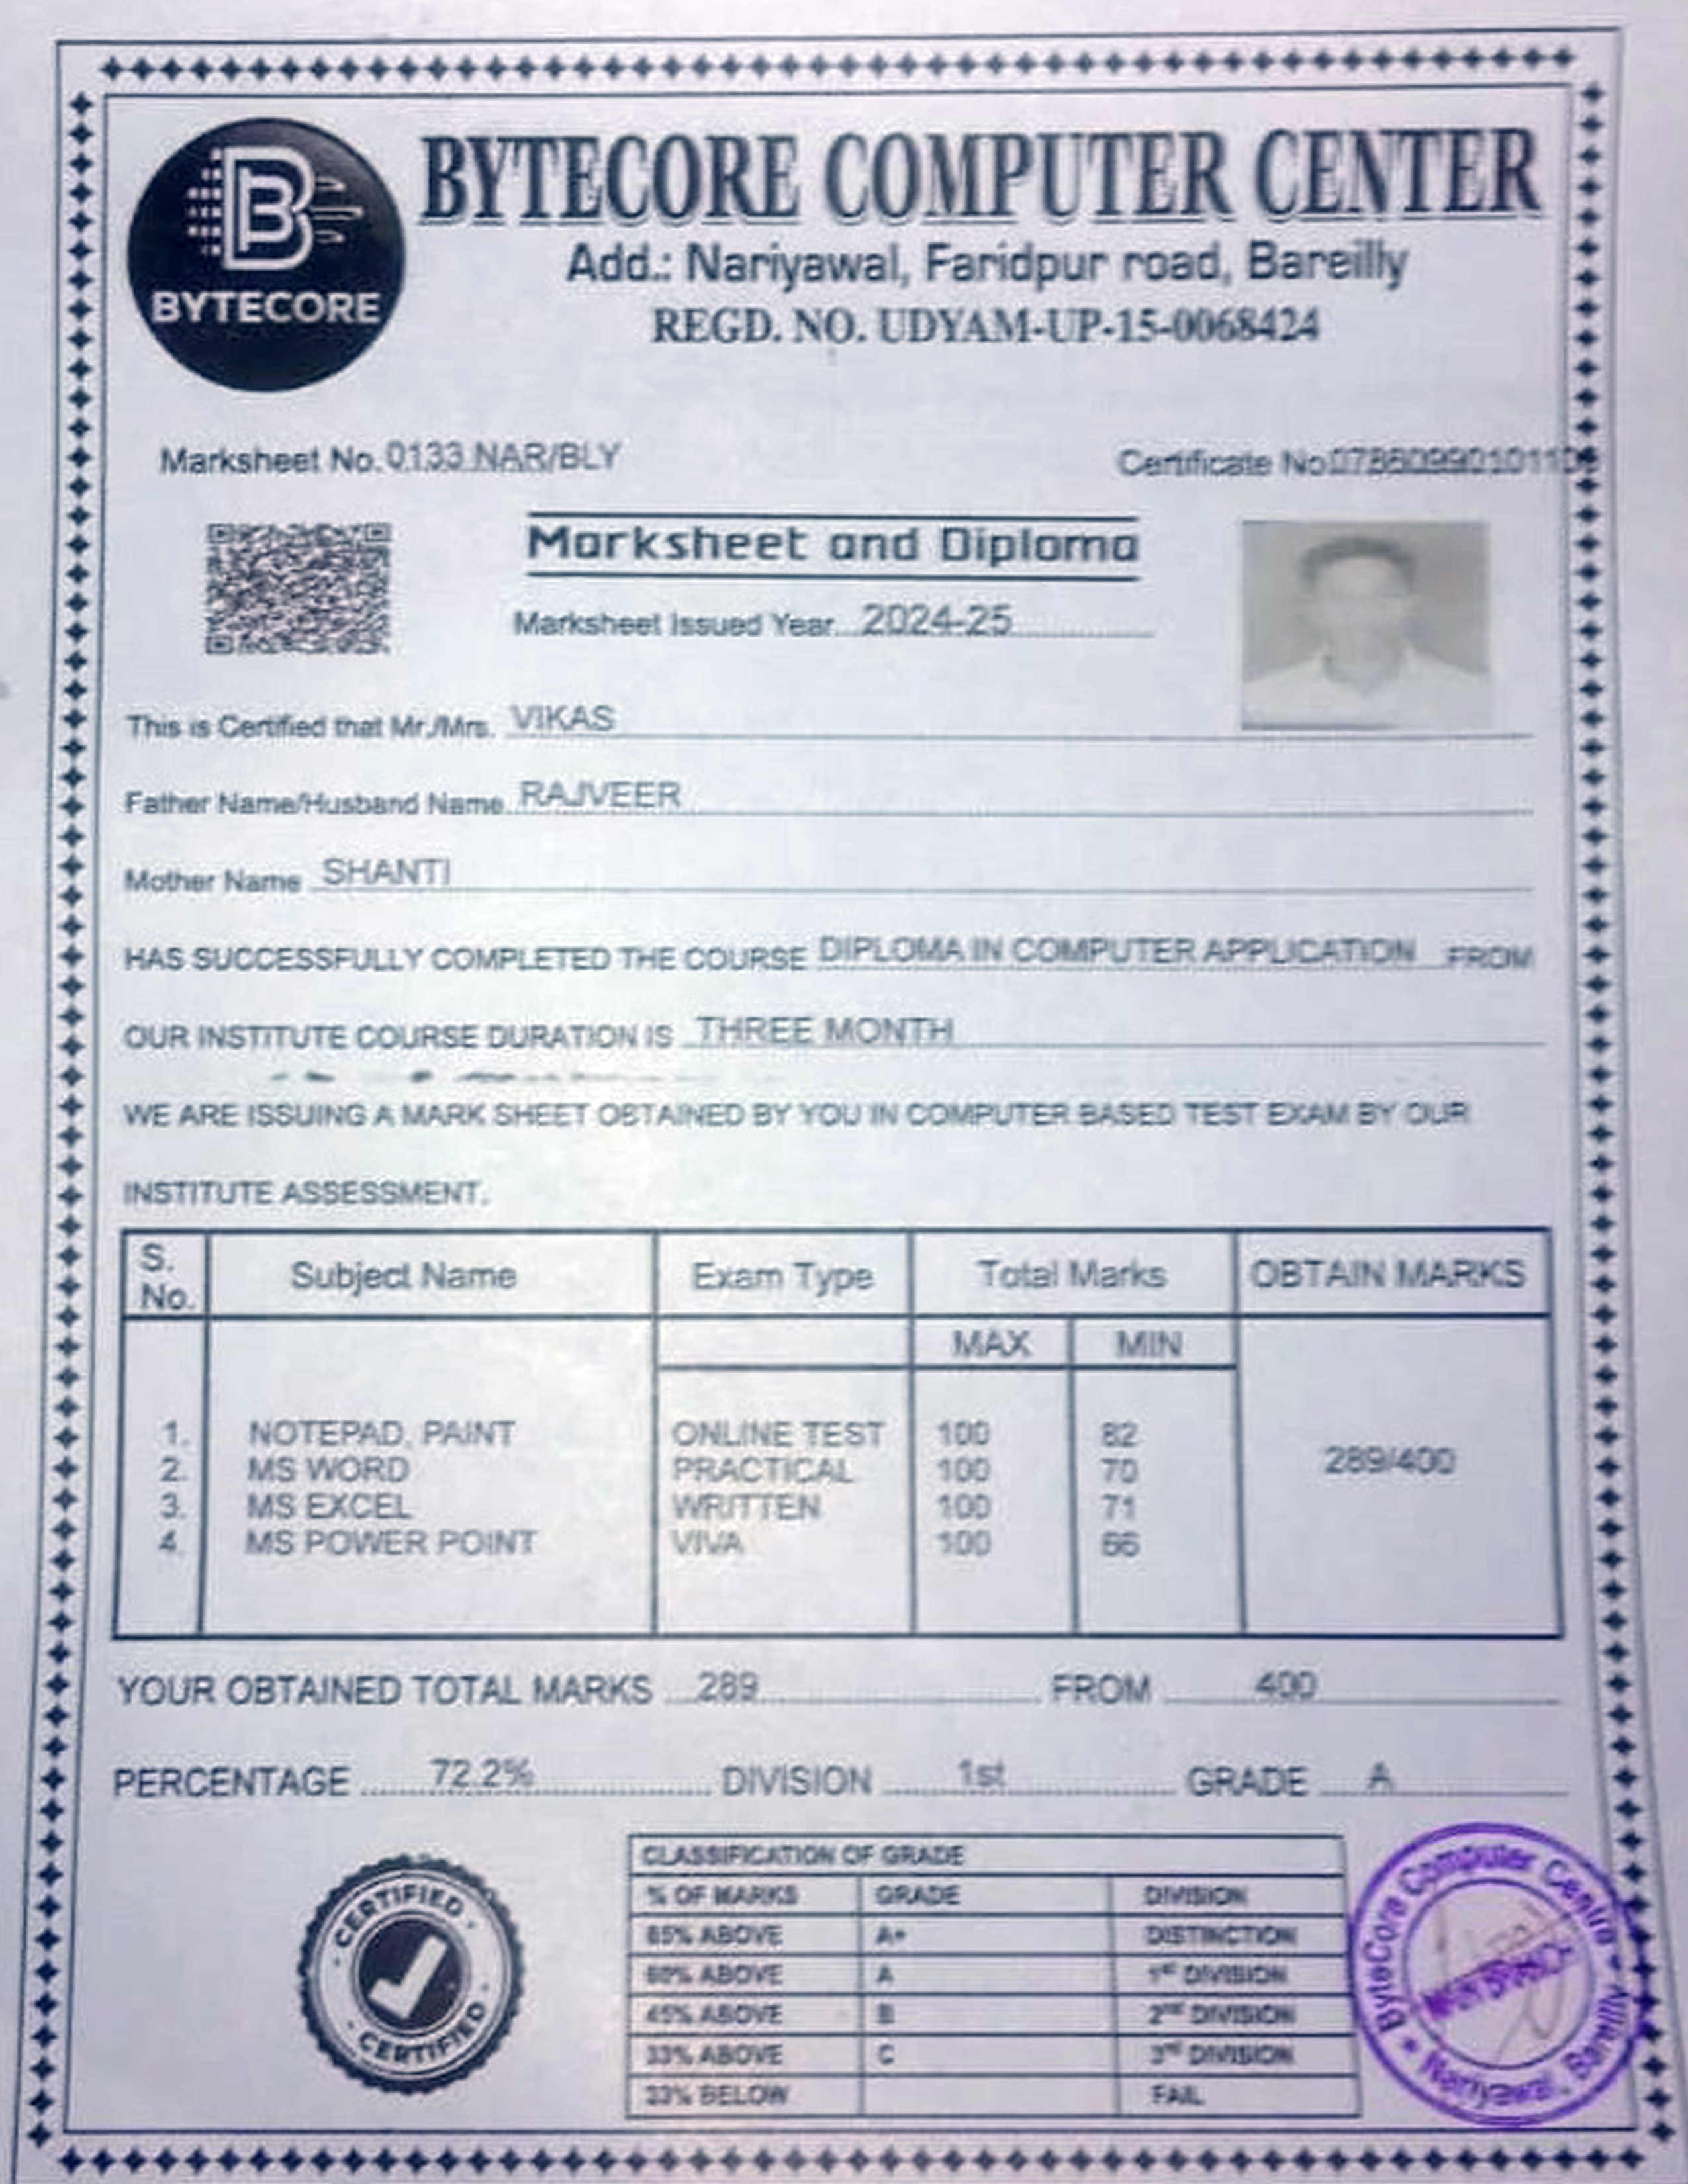 BYTECORE COMPUTER CENTER
B
BYTECORE
Add.: Nariyawal, Faridpur road, Bareilly
REGD. NO. UDYAM-UP-15-0068424
Marksheet No. 0133 NAR/BLY Certificate No
Marksheet and Diploma
Marksheet Issued Year 2024-25
This is Certified that Mr./Mrs. VIKAS
Father Name/Husband Name RAJVEER
Mother Name SHANTI
HAS SUCCESSFULLY COMPLETED THE COURSE DIPLOMA IN COMPUTER APPLICATION FROM
OUR INSTITUTE COURSE DURATION IS THREE MONTH
WE ARE ISSUING A MARK SHEET OBTAINED BY YOU IN COMPUTER BASED TEST EXAM BY OUR
INSTITUTE ASSESSMENT.
S. No. Subject Name Exam Type Total Marks OBTAIN MARKS
MAX MIN
1. NOTEPAD, PAINT ONLINE TEST 100 82
2. MS WORD PRACTICAL 100 70
289/400
3. MS EXCEL WRITTEN 100 71
4. MS POWER POINT VIVA 100 66
YOUR OBTAINED TOTAL MARKS 289 FROM 400
PERCENTAGE 72.2% DIVISION 1st GRADE A
CERTIFIED
CERTIFIED
CLASSIFICATION OF GRADE
% OF MARKS GRADE DIVISION
85% ABOVE A+ DISTINCTION
60% ABOVE A 1st DIVISION
45% ABOVE B 2nd DIVISION
33% ABOVE C 3rd DIVISION
33% BELOW FAIL
ByteCore Computer Centre
Nariyawal, Bareilly